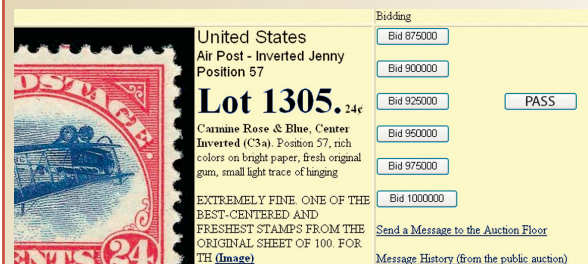 POSTAGE
ENTS 24
United States
Air Post - Inverted Jenny
Position 57
Lot 1305. 24¢
Carmine Rose & Blue, Center
Inverted (C3a). Position 57, rich
colors on bright paper, fresh original
gum, small light trace of hinging
EXTREMELY FINE. ONE OF THE
BEST-CENTERED AND
FRESHEST STAMPS FROM THE
ORIGINAL SHEET OF 100. FOR
TH (Image)
Bidding
Bid 875000
Bid 900000
Bid 925000
PASS
Bid 950000
Bid 975000
Bid 1000000
Send a Message to the Auction Floor
Message History (from the public auction)